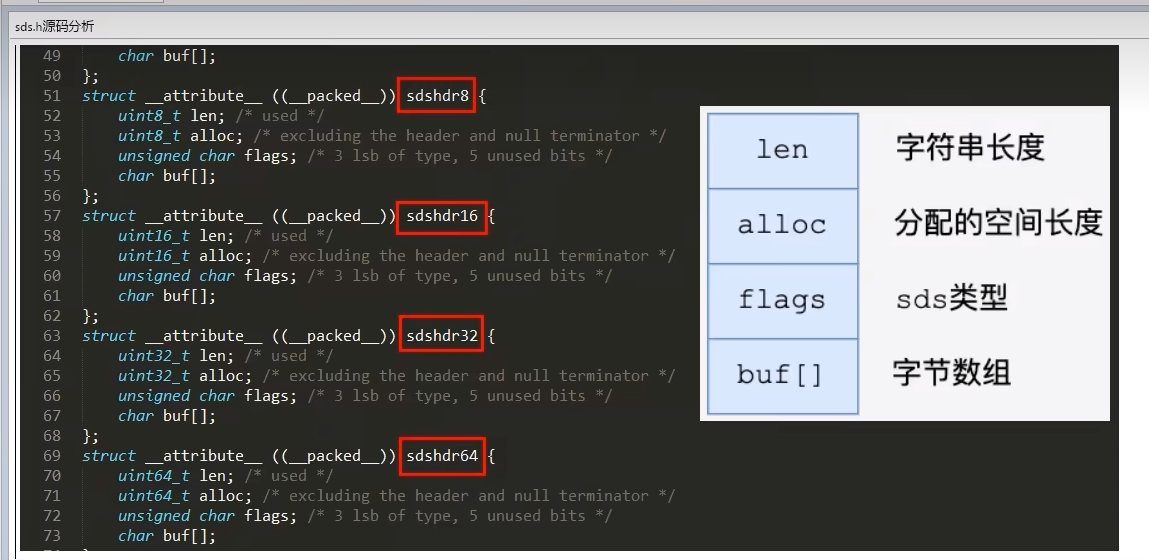 sds.h源码分析
49 char buf[];
50 };
51 struct __attribute__ ((__packed__)) sdshdr8 {
52 uint8_t len; /* used */
53 uint8_t alloc; /* excluding the header and null terminator */
54 unsigned char flags; /* 3 lsb of type, 5 unused bits */
55 char buf[];
56 };
57 struct __attribute__ ((__packed__)) sdshdr16 {
58 uint16_t len; /* used */
59 uint16_t alloc; /* excluding the header and null terminator */
60 unsigned char flags; /* 3 lsb of type, 5 unused bits */
61 char buf[];
62 };
63 struct __attribute__ ((__packed__)) sdshdr32 {
64 uint32_t len; /* used */
65 uint32_t alloc; /* excluding the header and null terminator */
66 unsigned char flags; /* 3 lsb of type, 5 unused bits */
67 char buf[];
68 };
69 struct __attribute__ ((__packed__)) sdshdr64 {
70 uint64_t len; /* used */
71 uint64_t alloc; /* excluding the header and null terminator */
72 unsigned char flags; /* 3 lsb of type, 5 unused bits */
73 char buf[];
len 字符串长度
alloc 分配的空间长度
flags sds类型
buf[] 字节数组